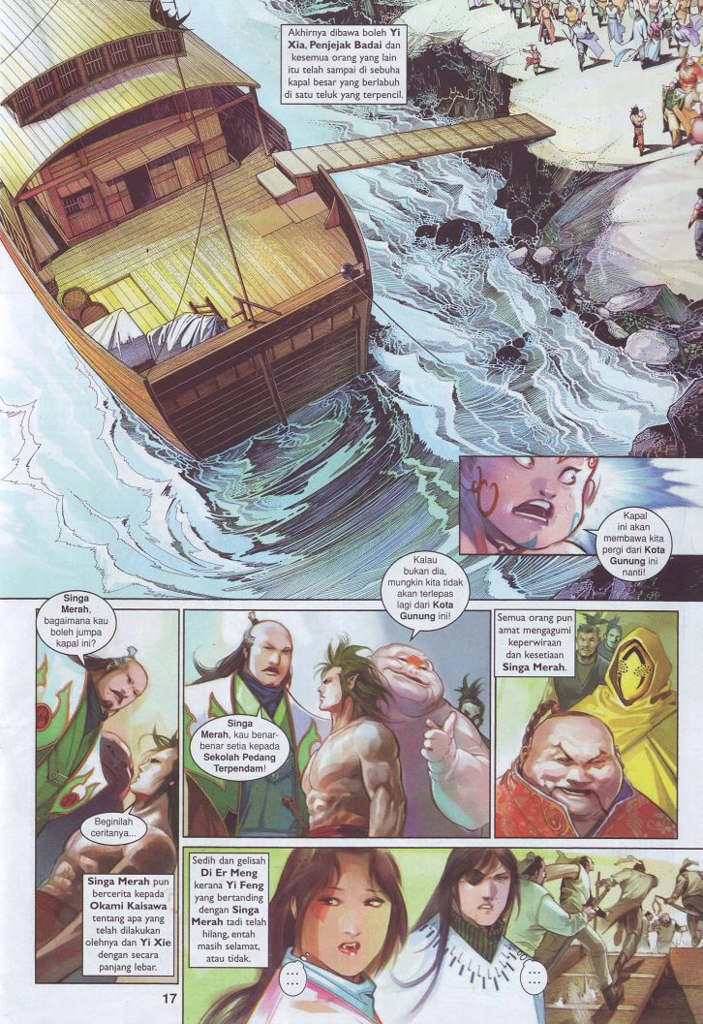 Akhirnya dibawa boleh Yi
Xia, Penjejak Badai dan
kesemua orang yang lain
itu telah sampai di sebuha
kapal besar yang berlabuh
di satu teluk yang terpencil.
Kapal
ini akan
membawa kita
pergi dari Kota
Gunung ini
nanti!
Singa
Merah,
bagaimana kau
boleh jumpa
kapal ini?
Beginilah
ceritanya...
Singa Merah pun
bercerita kepada
Okami Kaisawa
tentang apa yang
telah dilakukan
olehnya dan Yi Xie
dengan secara
panjang lebar.
Kalau
bukan dia,
mungkin kita tidak
akan terlepas
lagi dari Kota
Gunung ini!
Singa
Merah, kau benar-
benar setia kepada
Sekolah Pedang
Terpendam!
Semua orang pun
amat mengagumi
keperwiraan
dan kesetiaan
Singa Merah.
Sedih dan gelisah
Di Er Meng
kerana Yi Feng
yang bertanding
dengan Singa
Merah tadi telah
hilang, entah
masih selamat,
atau tidak.
...
...
17